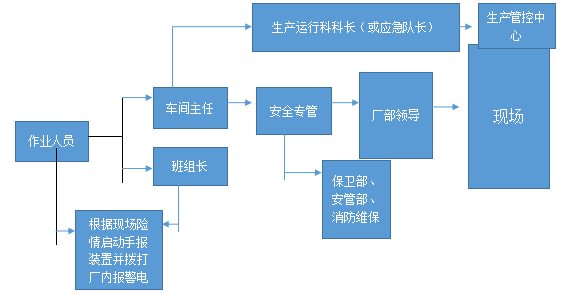 生产运行科科长（或应急队长）
生产管控中
心
车间主任
安全专管
厂部领导
现场
作业人员
班组长
保卫部、
安管部、
消防维保
根据现场险
情启动手报
装置并拨打
厂内报警电